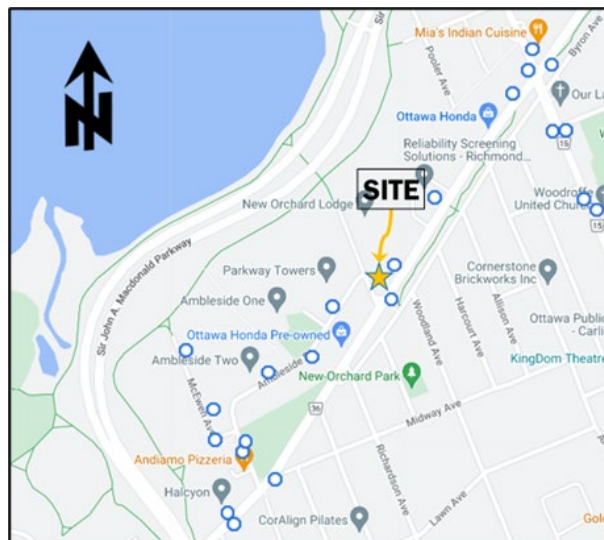 Mia's Indian Cuisine
Byron Ave
Pooler Ave
Sir
Ottawa Honda
Our La
15
Reliability Screening
Solutions - Richmond...
SITE
New Orchard Lodge
Woodroffe
United Church
15
N
Parkway Towers
Cornerstone
Brickworks Inc
Sir John A. Macdonald Parkway
Ambleside One
Woodland Ave
Harcourt Ave
Allison Ave
Ottawa Public
- Carli
Ottawa Honda Pre-owned
Ambleside Two
Ambleside
KingDom Theatre
New Orchard Park
McEwen Ave
36
Midway Ave
Andiamo Pizzeria
Richardson Ave
Halcyon
Lawn Ave
CorAlign Pilates
Gol